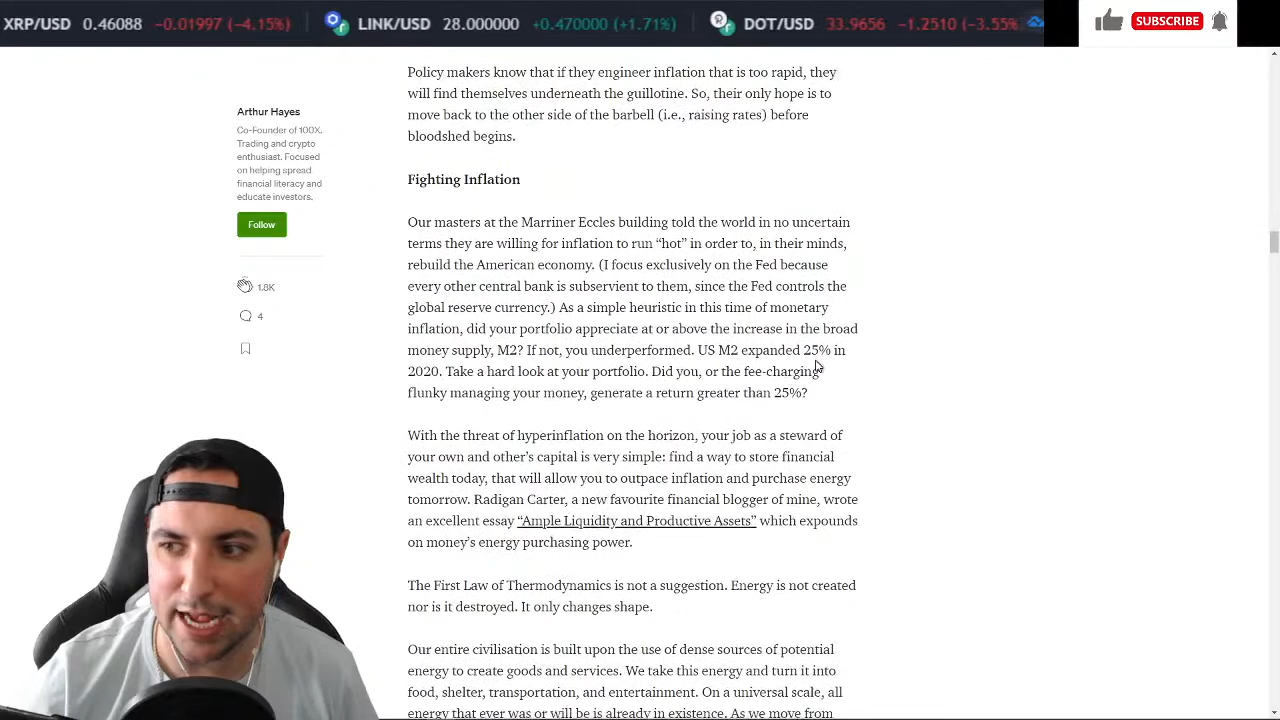 XRP/USD 0.46088 −0.01997 (−4.15%) LINK/USD 28.000000 +0.470000 (+1.71%) DOT/USD 33.9656 −1.2510 (−3.55%
SUBSCRIBE
Policy makers know that if they engineer inflation that is too rapid, they
will find themselves underneath the guillotine. So, their only hope is to
move back to the other side of the barbell (i.e., raising rates) before
bloodshed begins.
Arthur Hayes
Co-Founder of 100X.
Trading and crypto
enthusiast. Focused
on helping spread
financial literacy and
educate investors.
Follow
1.8K
4
Fighting Inflation
Our masters at the Marriner Eccles building told the world in no uncertain
terms they are willing for inflation to run “hot” in order to, in their minds,
rebuild the American economy. (I focus exclusively on the Fed because
every other central bank is subservient to them, since the Fed controls the
global reserve currency.) As a simple heuristic in this time of monetary
inflation, did your portfolio appreciate at or above the increase in the broad
money supply, M2? If not, you underperformed. US M2 expanded 25% in
2020. Take a hard look at your portfolio. Did you, or the fee-charging
flunky managing your money, generate a return greater than 25%?
With the threat of hyperinflation on the horizon, your job as a steward of
your own and other’s capital is very simple: find a way to store financial
wealth today, that will allow you to outpace inflation and purchase energy
tomorrow. Radigan Carter, a new favourite financial blogger of mine, wrote
an excellent essay “Ample Liquidity and Productive Assets” which expounds
on money’s energy purchasing power.
The First Law of Thermodynamics is not a suggestion. Energy is not created
nor is it destroyed. It only changes shape.
Our entire civilisation is built upon the use of dense sources of potential
energy to create goods and services. We take this energy and turn it into
food, shelter, transportation, and entertainment. On a universal scale, all
energy that ever was or will be is already in existence. As we move from